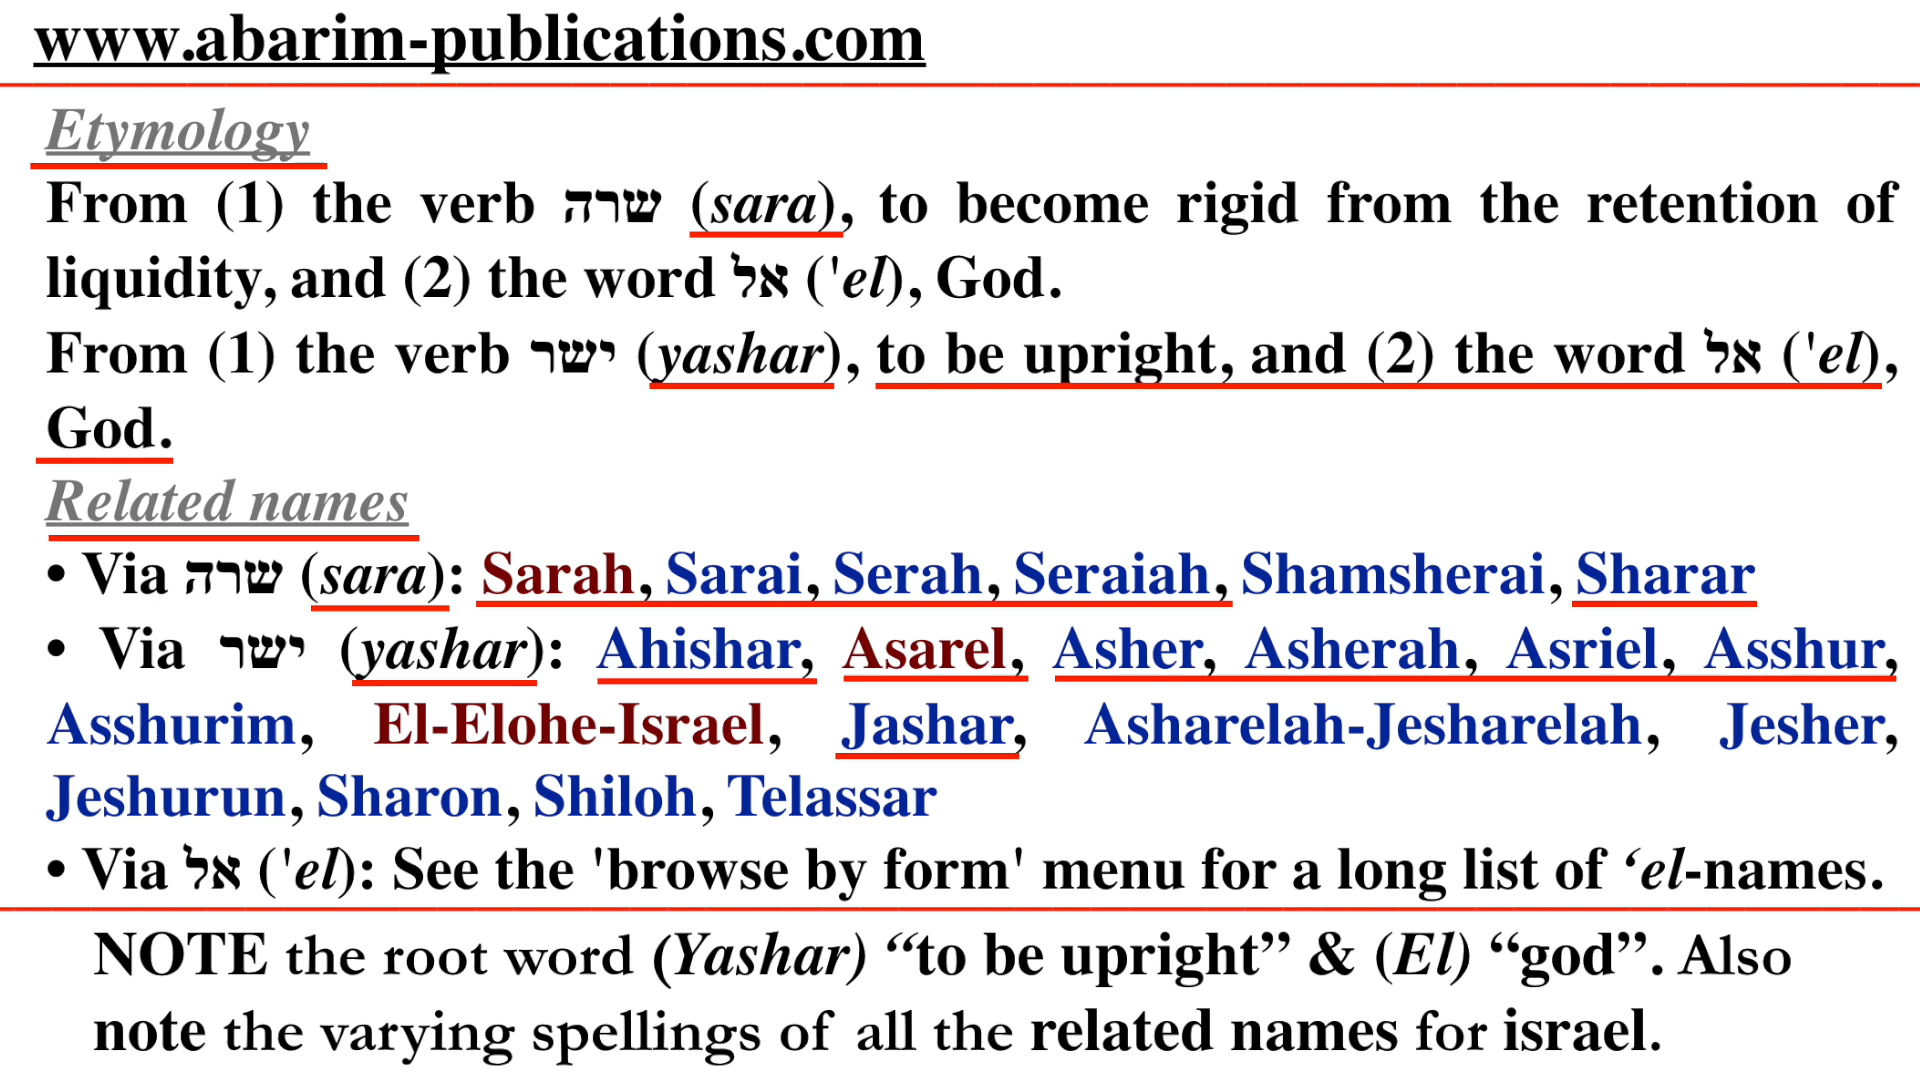 www.abarim-publications.com
Etymology
From (1) the verb שרה (sara), to become rigid from the retention of
liquidity, and (2) the word אל ('el), God.
From (1) the verb ישר (yashar), to be upright, and (2) the word אל ('el),
God.
Related names
• Via שרה (sara): Sarah, Sarai, Serah, Seraiah, Shamsherai, Sharar
• Via ישר (yashar): Ahishar, Asarel, Asher, Asherah, Asriel, Asshur,
Asshurim, El-Elohe-Israel, Jashar, Asharelah-Jesharelah, Jesher,
Jeshurun, Sharon, Shiloh, Telassar
• Via אל ('el): See the 'browse by form' menu for a long list of ‘el-names.
NOTE the root word (Yashar) “to be upright” & (El) “god”. Also
note the varying spellings of all the related names for israel.